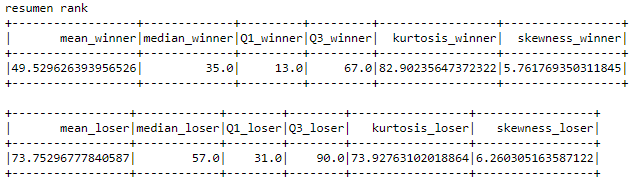 resumen rank
+------------------+-------------+---------+---------+-----------------+-----------------+
|       mean_winner|median_winner|Q1_winner|Q3_winner|  kurtosis_winner|  skewness_winner|
+------------------+-------------+---------+---------+-----------------+-----------------+
|49.529626393956526|         35.0|     13.0|     67.0|82.90235647372322|5.761769350311845|
+------------------+-------------+---------+---------+-----------------+-----------------+
+-----------------+------------+--------+--------+-----------------+-----------------+
|       mean_loser|median_loser|Q1_loser|Q3_loser|   kurtosis_loser|   skewness_loser|
+-----------------+------------+--------+--------+-----------------+-----------------+
|73.75296777840587|        57.0|    31.0|    90.0|73.92763102018864|6.260305163587122|
+-----------------+------------+--------+--------+-----------------+-----------------+